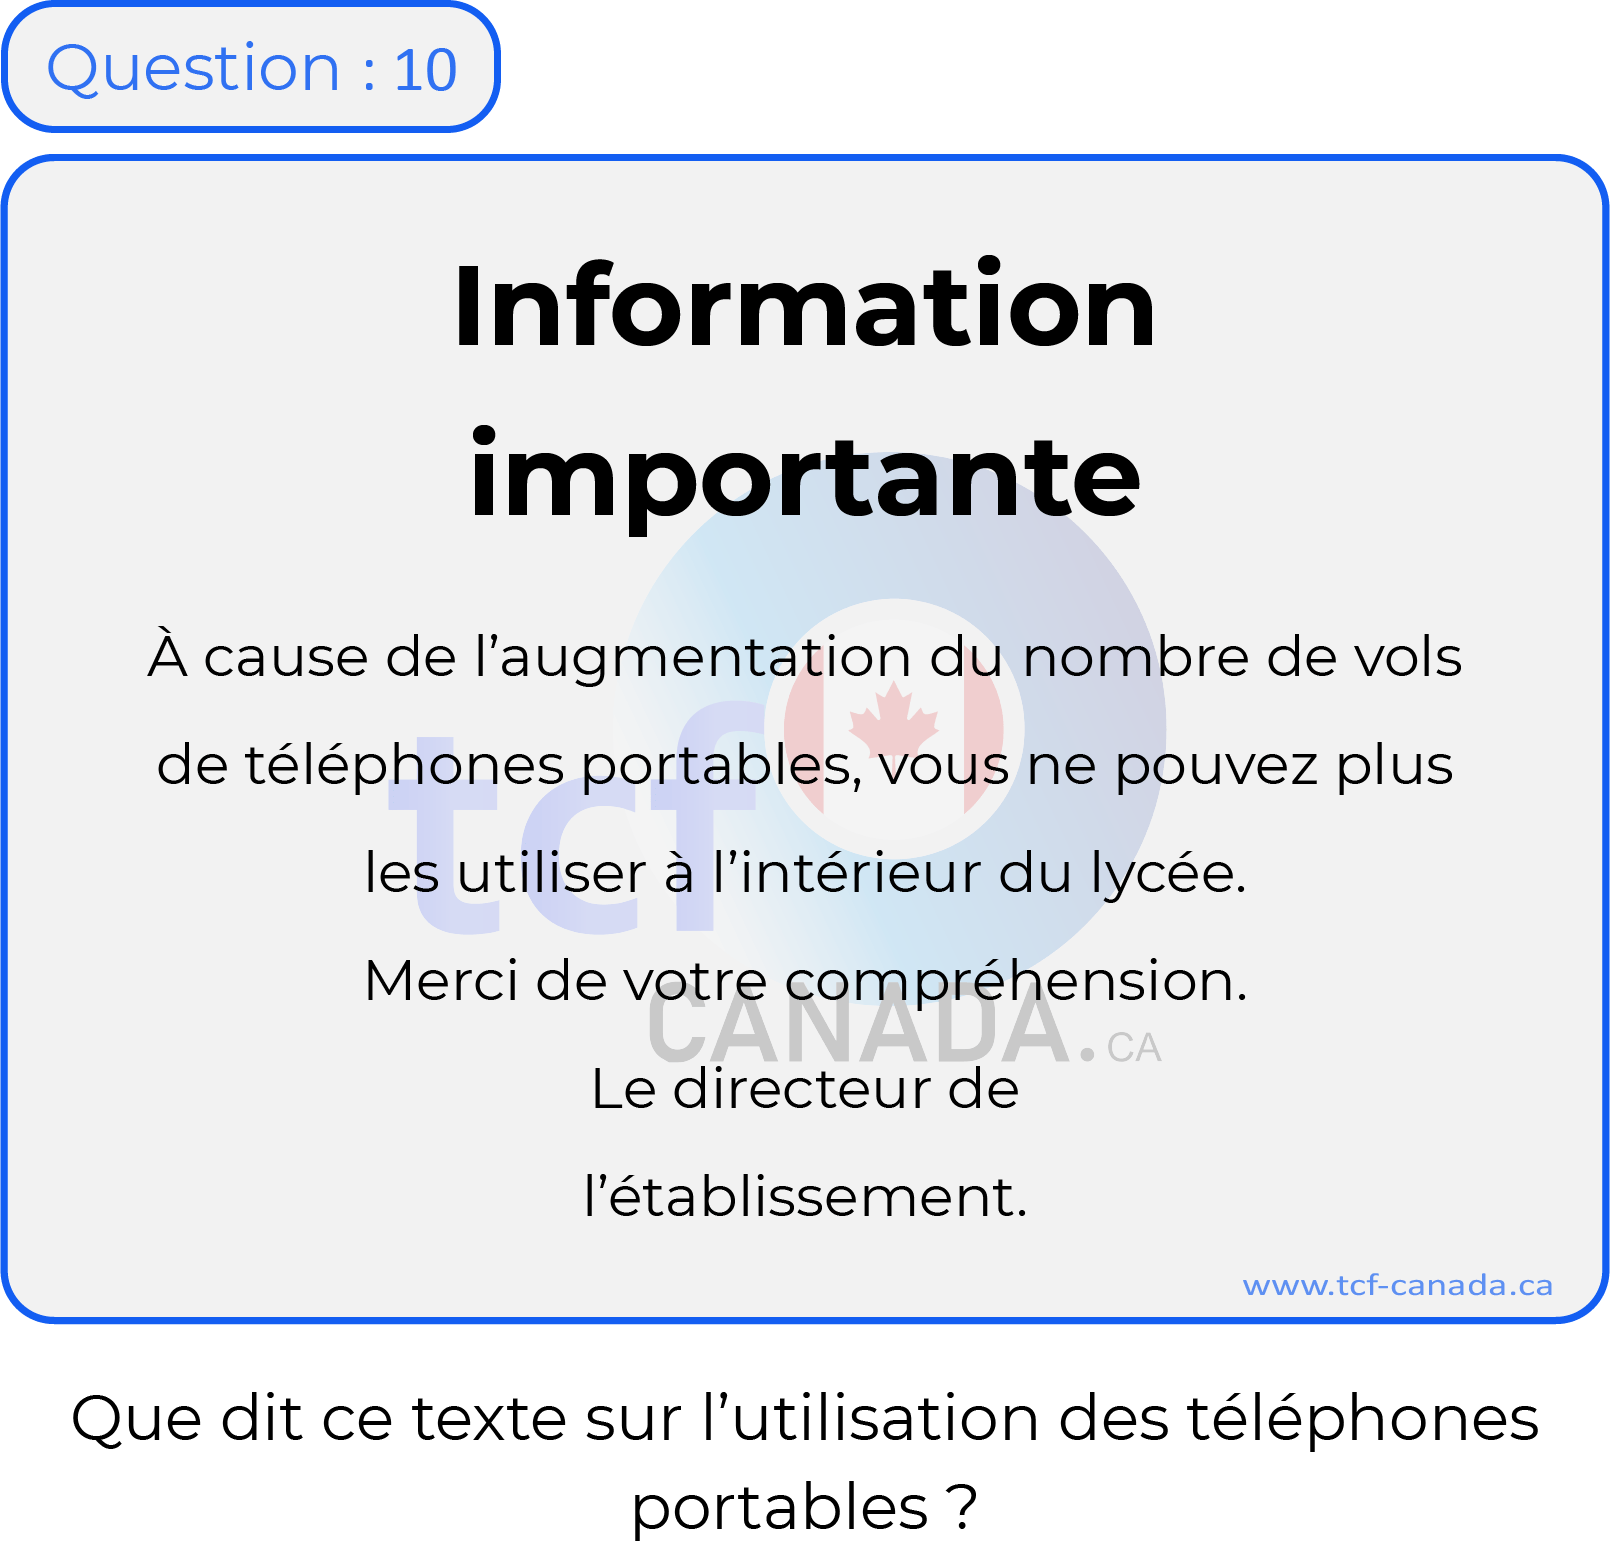 Question : 10
Information
importante
À cause de l’augmentation du nombre de vols
de téléphones portables, vous ne pouvez plus
les utiliser à l’intérieur du lycée.
Merci de votre compréhension.
Le directeur de
l’établissement.
tcf
CANADA.CA
www.tcf-canada.ca
Que dit ce texte sur l’utilisation des téléphones
portables ?